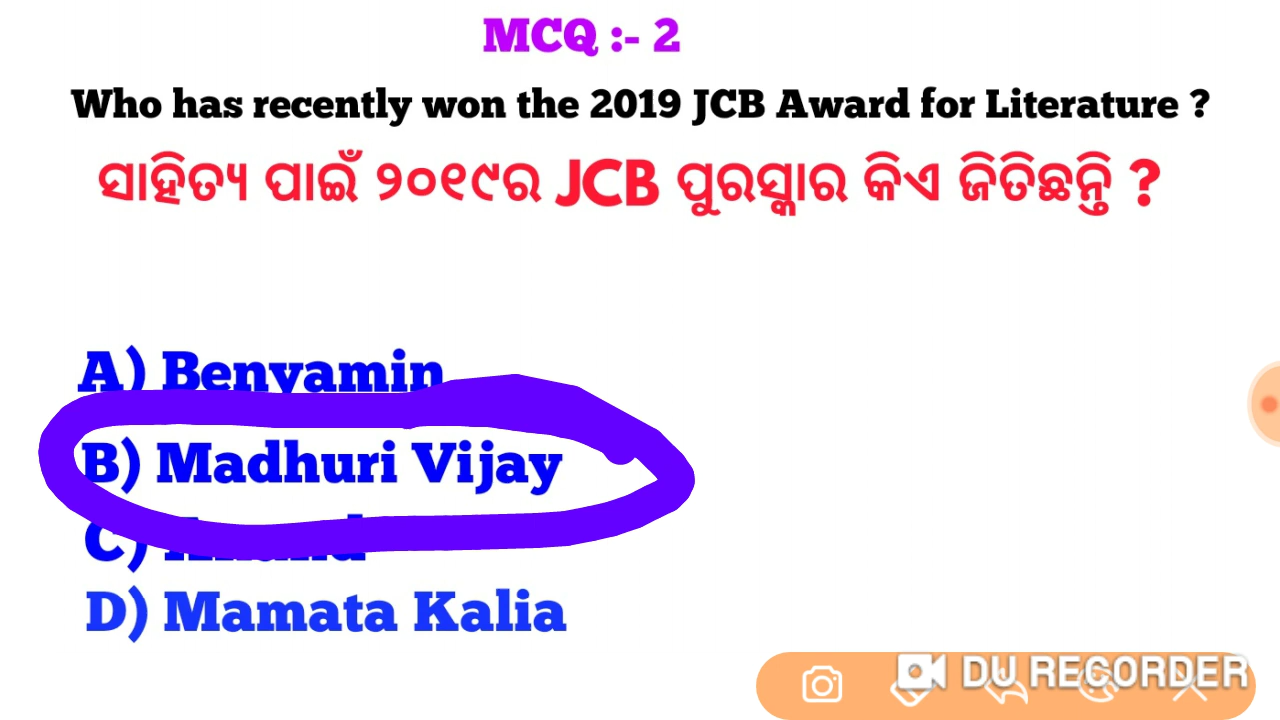 MCQ :- 2
Who has recently won the 2019 JCB Award for Literature ?
ସାହିତ୍ୟ ପାଇଁ ୨୦୧୯ର JCB ପୁରସ୍କାର କିଏ ଜିତିଛନ୍ତି ?
A) Benyamin
B) Madhuri Vijay
C)
D) Mamata Kalia
DU RECORDER